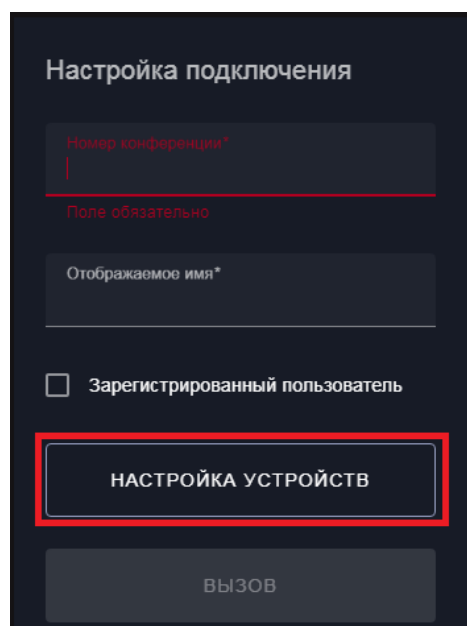 Настройка подключения
Номер конференции*
Поле обязательно
Отображаемое имя*
Зарегистрированный пользователь
НАСТРОЙКА УСТРОЙСТВ
ВЫЗОВ